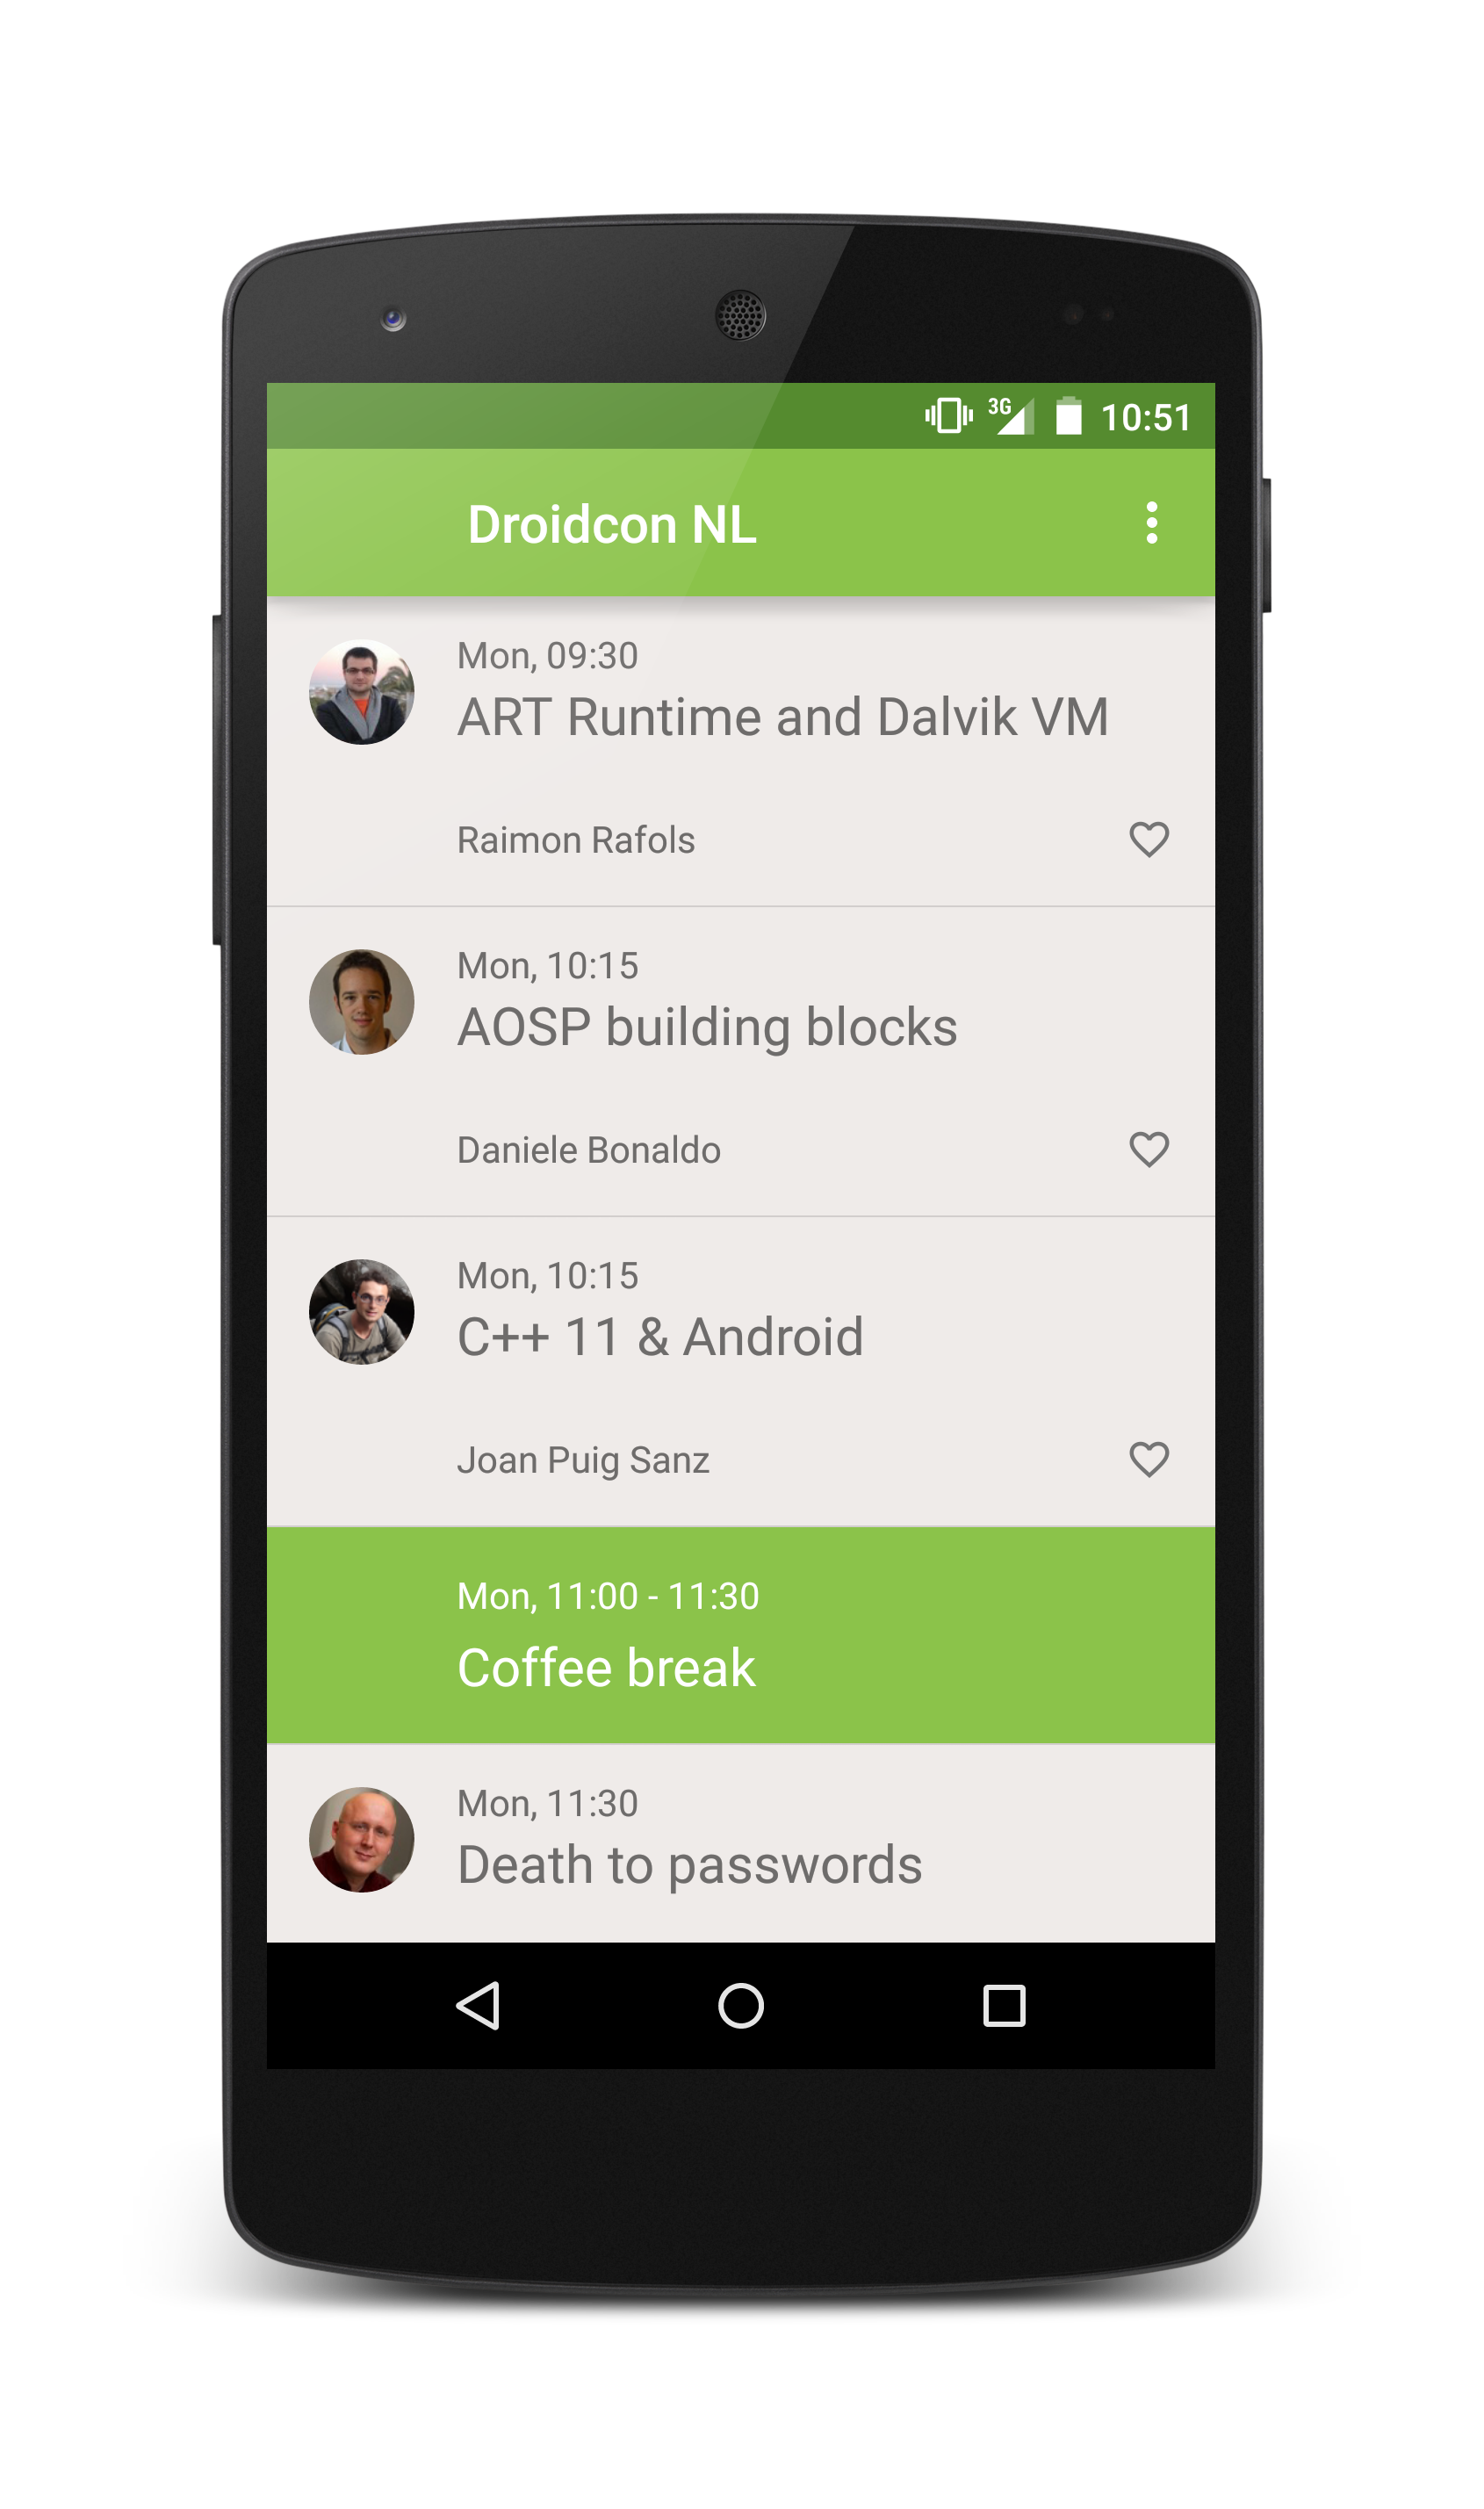 3G 10:51
Droidcon NL
Mon, 09:30
ART Runtime and Dalvik VM
Raimon Rafols
Mon, 10:15
AOSP building blocks
Daniele Bonaldo
Mon, 10:15
C++ 11 & Android
Joan Puig Sanz
Mon, 11:00 - 11:30
Coffee break
Mon, 11:30
Death to passwords